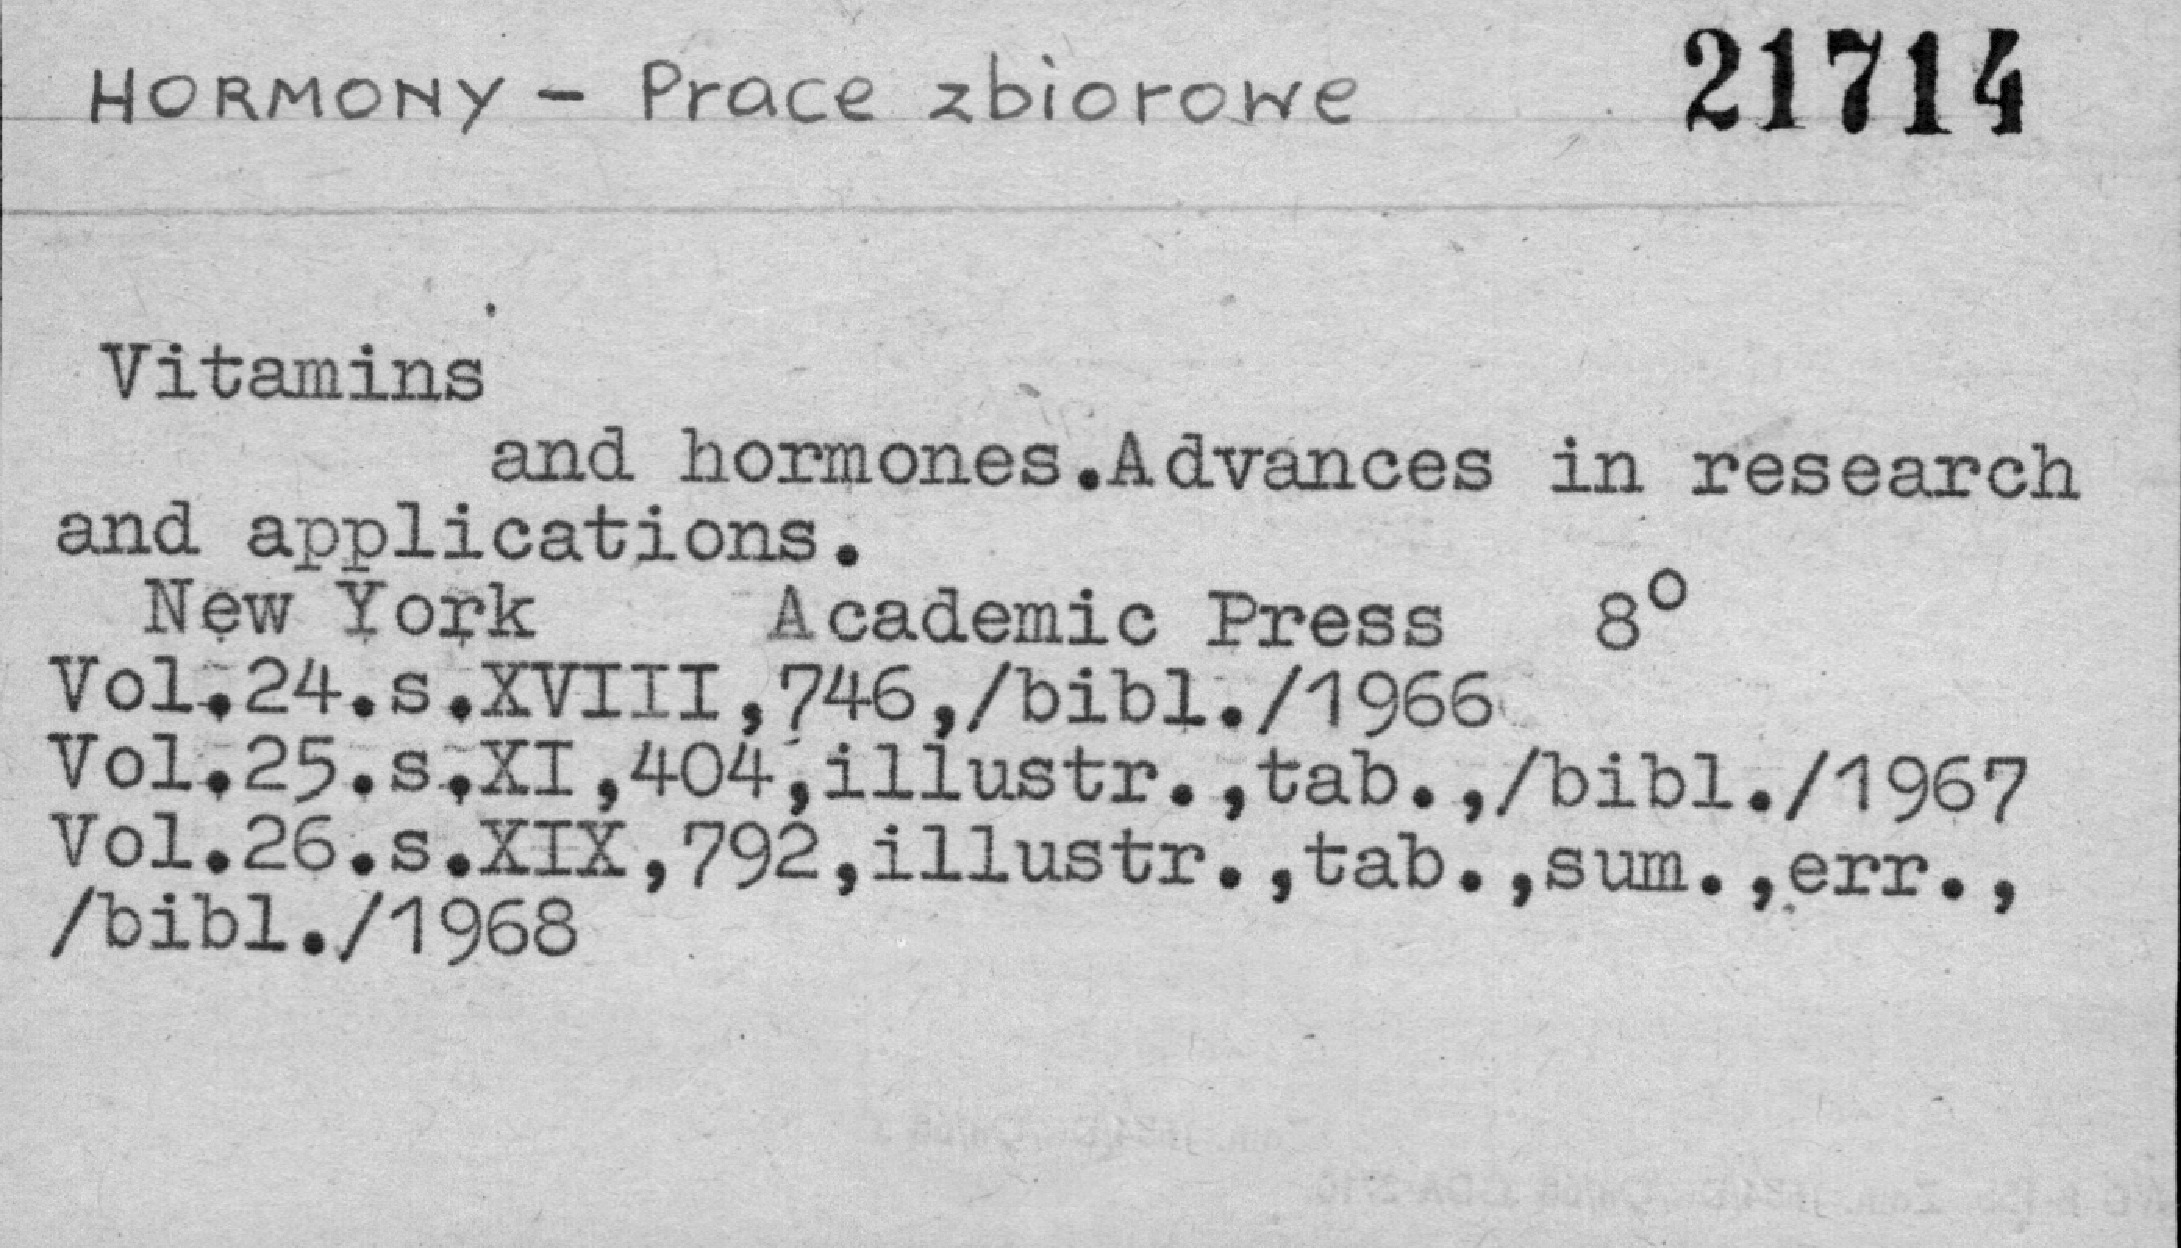 HORMONY – Prace zbiorowe 21714
Vitamins
and hormones.Advances in research
and applications.
New York Academic Press 8°
Vol.24.s.XVIII,746,/bibl./1966
Vol.25.s.XI,404,illustr.,tab.,/bibl./1967
Vol.26.s.XIX,792,illustr.,tab.,sum.,err.,
/bibl./1968